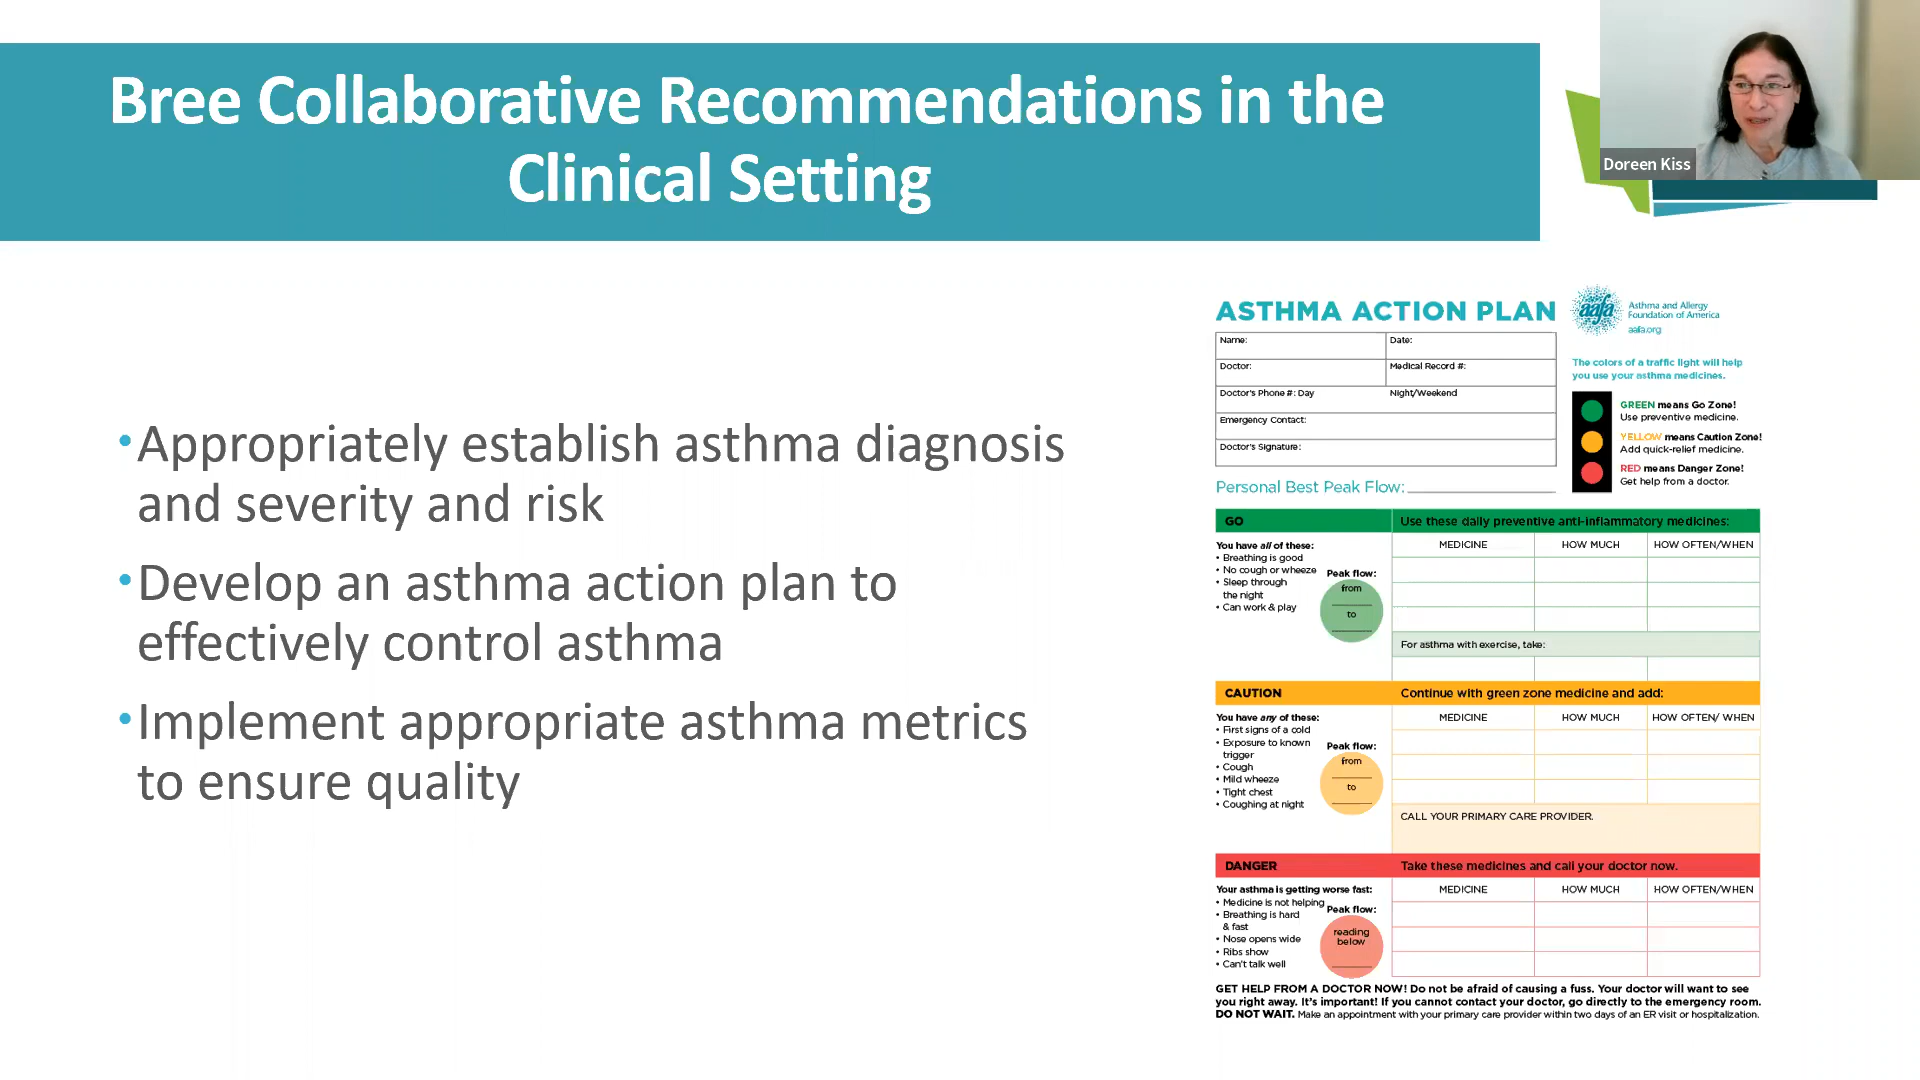 Bree Collaborative Recommendations in the
Clinical Setting
Doreen Kiss
•Appropriately establish asthma diagnosis
and severity and risk
•Develop an asthma action plan to
effectively control asthma
•Implement appropriate asthma metrics
to ensure quality
ASTHMA ACTION PLAN
aafa
Asthma and Allergy
Foundation of America
aafa.org
Name:
Date:
Doctor:
Medical Record #:
Doctor's Phone #: Day
Night/Weekend
Emergency Contact:
Doctor's Signature:
Personal Best Peak Flow:
The colors of a traffic light will help
you use your asthma medicines.
GREEN means Go Zone!
Use preventive medicine.
YELLOW means Caution Zone!
Add quick-relief medicine.
RED means Danger Zone!
Get help from a doctor.
GO
Use these daily preventive anti-inflammatory medicines:
You have all of these:
• Breathing is good
• No cough or wheeze
• Sleep through
the night
• Can work & play
Peak flow:
from
to
MEDICINE
HOW MUCH
HOW OFTEN/WHEN
For asthma with exercise, take:
CAUTION
Continue with green zone medicine and add:
You have any of these:
• First signs of a cold
• Exposure to known
trigger
• Cough
• Mild wheeze
• Tight chest
• Coughing at night
Peak flow:
from
to
MEDICINE
HOW MUCH
HOW OFTEN/ WHEN
CALL YOUR PRIMARY CARE PROVIDER.
DANGER
Take these medicines and call your doctor now.
Your asthma is getting worse fast:
• Medicine is not helping
• Breathing is hard
& fast
• Nose opens wide
• Ribs show
• Can't talk well
Peak flow:
reading
below
MEDICINE
HOW MUCH
HOW OFTEN/WHEN
GET HELP FROM A DOCTOR NOW! Do not be afraid of causing a fuss. Your doctor will want to see
you right away. It's important! If you cannot contact your doctor, go directly to the emergency room.
DO NOT WAIT. Make an appointment with your primary care provider within two days of an ER visit or hospitalization.